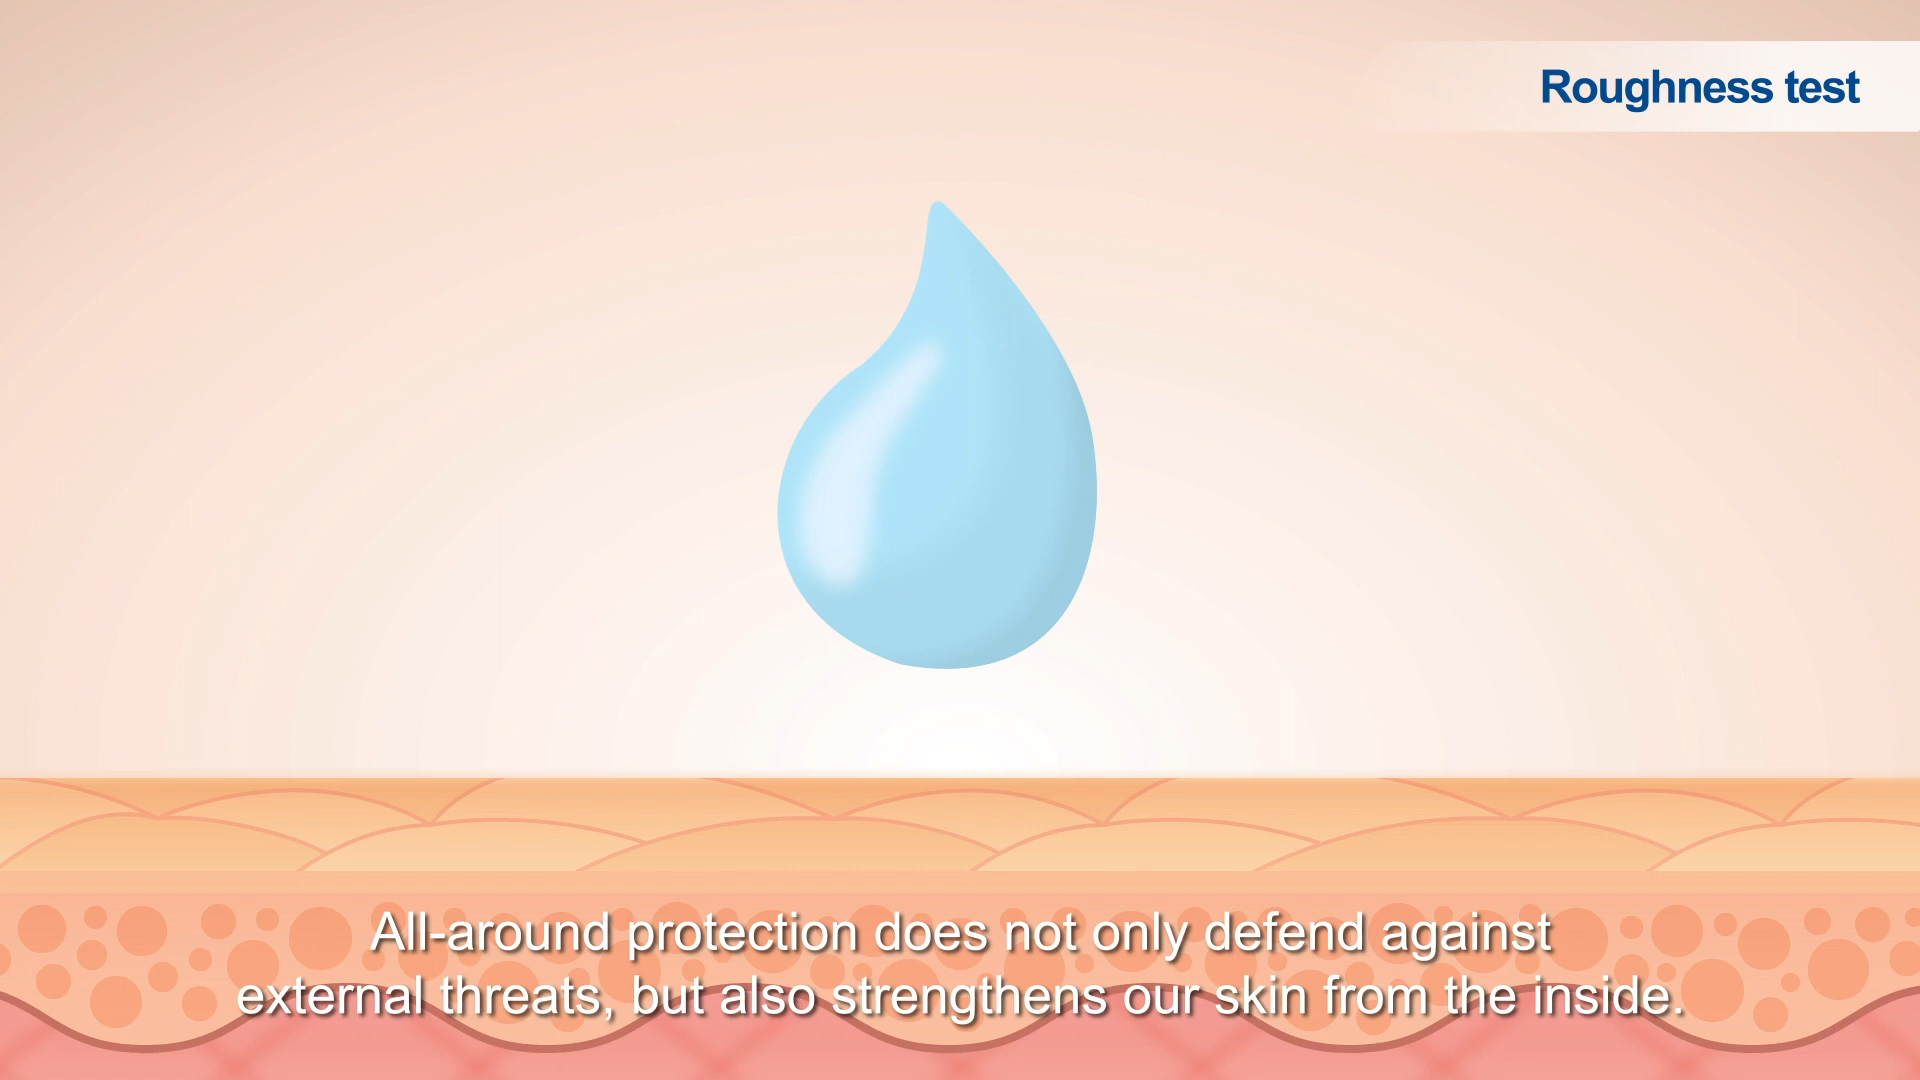 Roughness test
All-around protection does not only defend against
external threats, but also strengthens our skin from the inside.